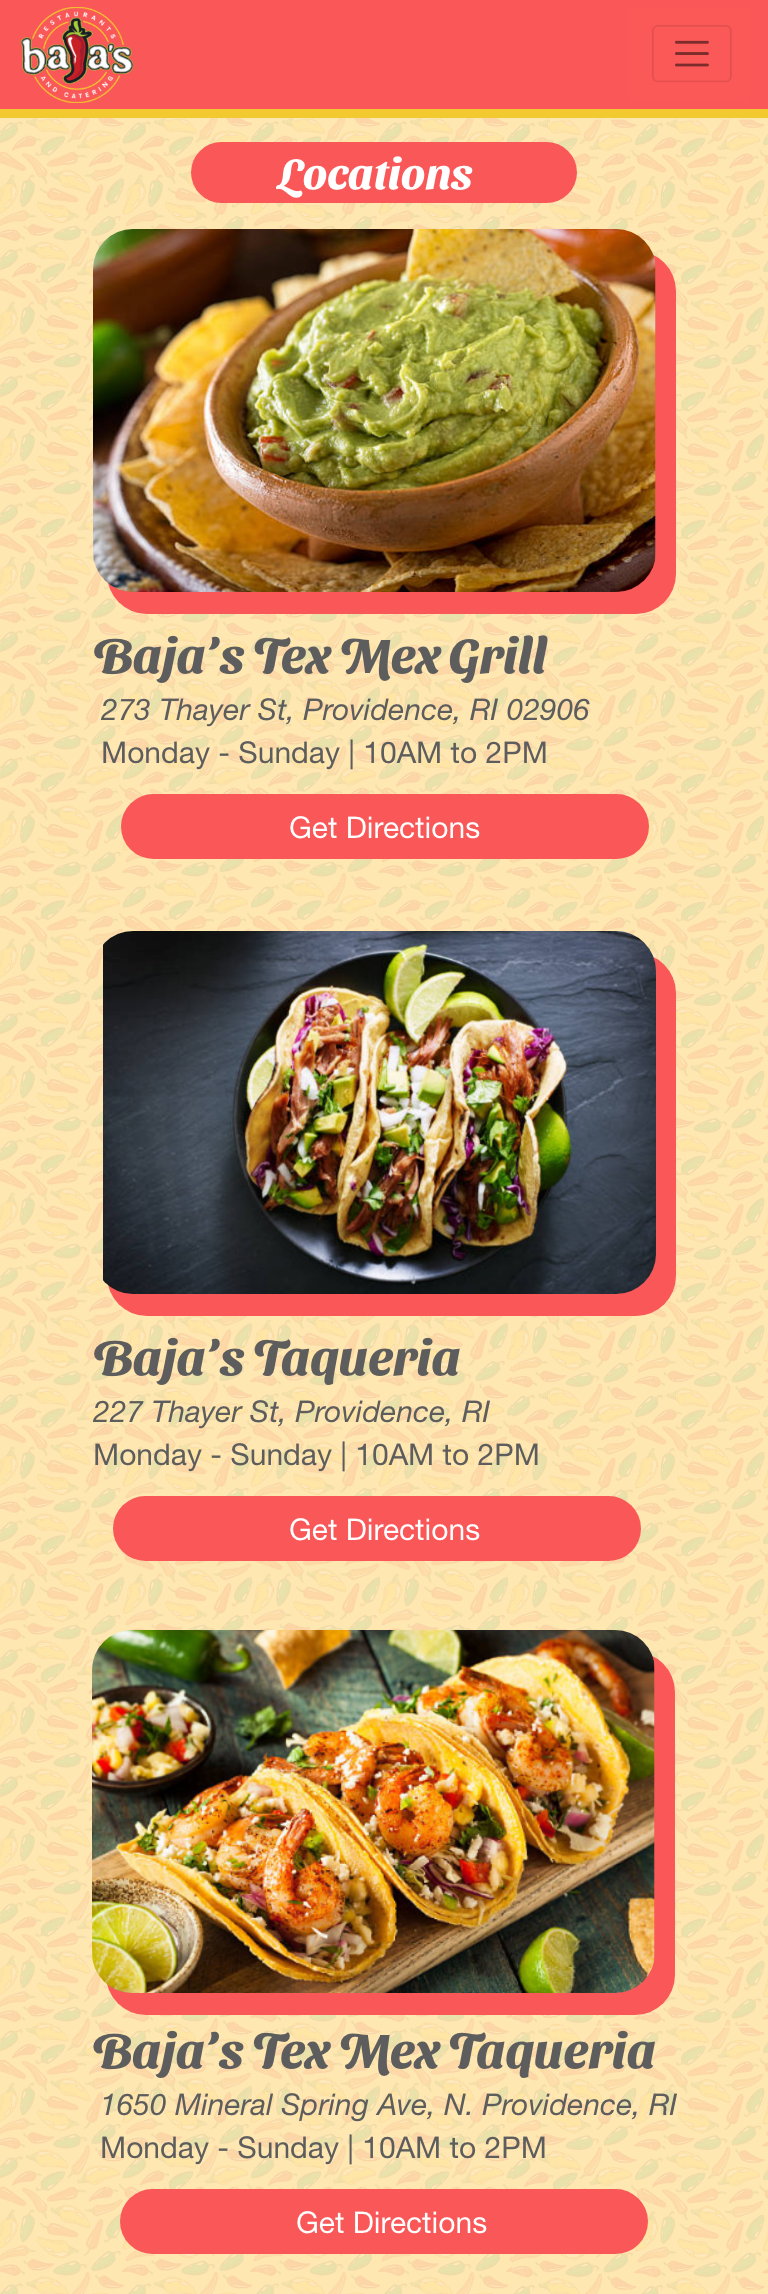 RESTAURANTS
baja's
AND CATERING
Locations
Baja's Tex Mex Grill
273 Thayer St, Providence, RI 02906
Monday - Sunday | 10AM to 2PM
Get Directions
Baja's Taqueria
227 Thayer St, Providence, RI
Monday - Sunday | 10AM to 2PM
Get Directions
Baja's Tex Mex Taqueria
1650 Mineral Spring Ave, N. Providence, RI
Monday - Sunday | 10AM to 2PM
Get Directions